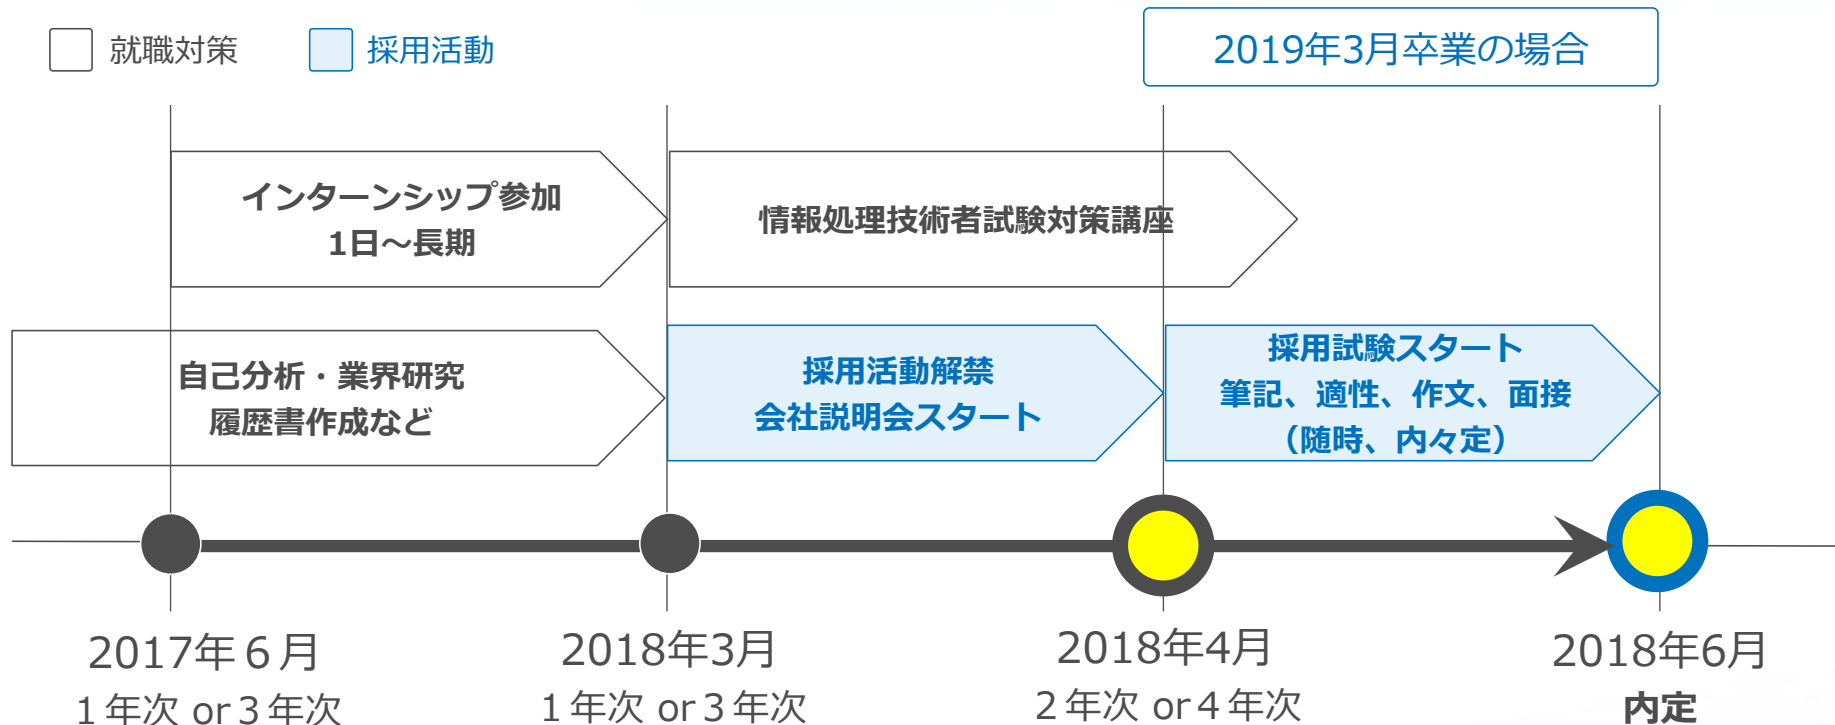 就職対策
採用活動
2019年3月卒業の場合
インターンシップ参加
1日～長期
情報処理技術者試験対策講座
自己分析・業界研究
履歴書作成など
採用活動解禁
会社説明会スタート
採用試験スタート
筆記、適性、作文、面接
（随時、内々定）
2017年６月
１年次 or３年次
2018年3月
１年次 or３年次
2018年4月
２年次 or４年次
2018年6月
内定